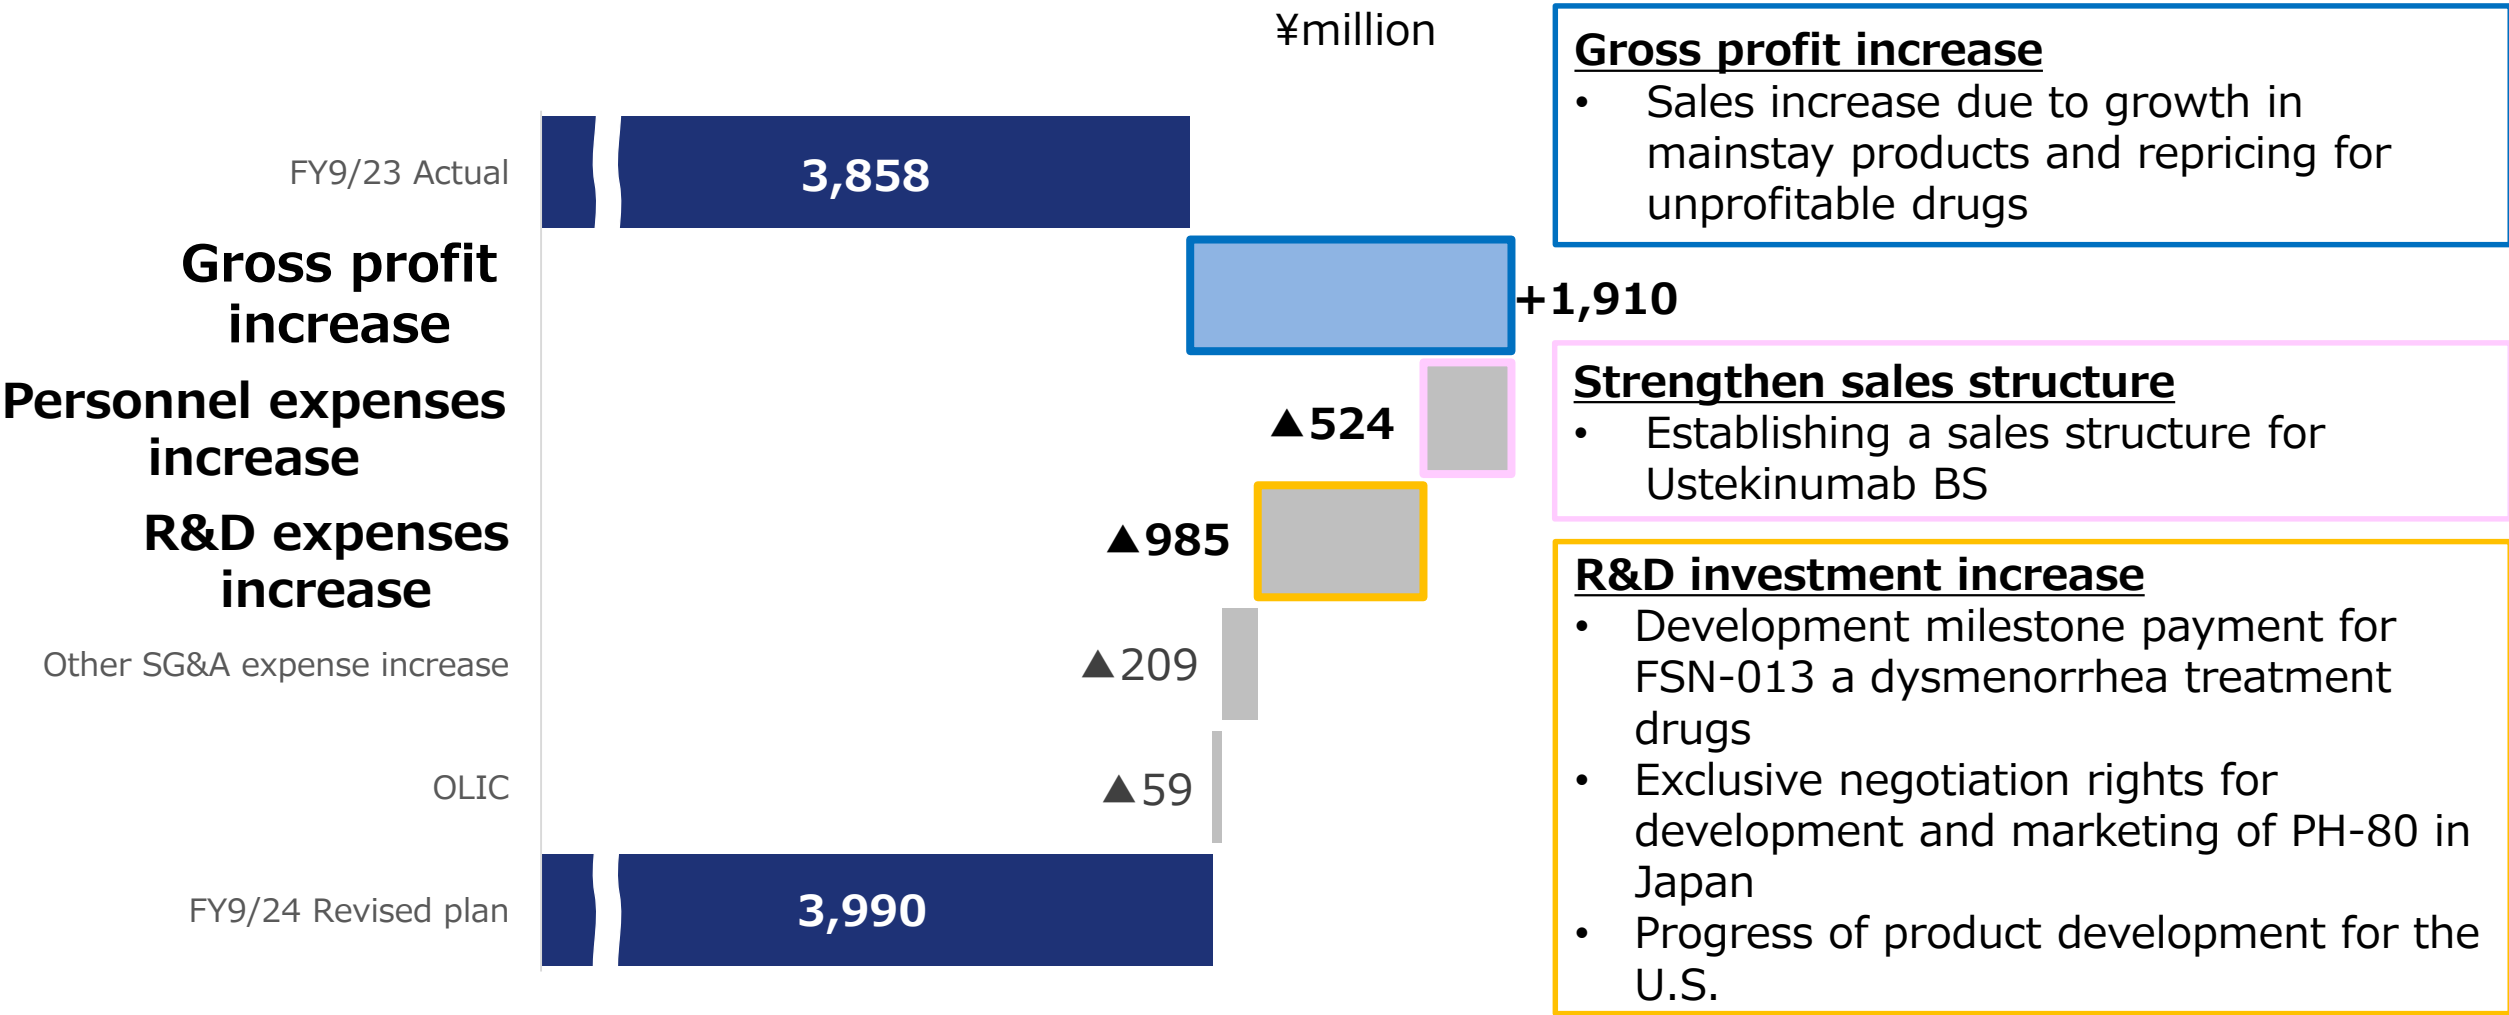 ¥million
FY9/23 Actual
3,858
Gross profit
increase
+1,910
Personnel expenses
increase
▲524
R&D expenses
increase
▲985
Other SG&A expense increase
▲209
OLIC
▲59
FY9/24 Revised plan
3,990
Gross profit increase
• Sales increase due to growth in
mainstay products and repricing for
unprofitable drugs
Strengthen sales structure
• Establishing a sales structure for
Ustekinumab BS
R&D investment increase
• Development milestone payment for
FSN-013 a dysmenorrhea treatment
drugs
• Exclusive negotiation rights for
development and marketing of PH-80 in
Japan
• Progress of product development for the
U.S.